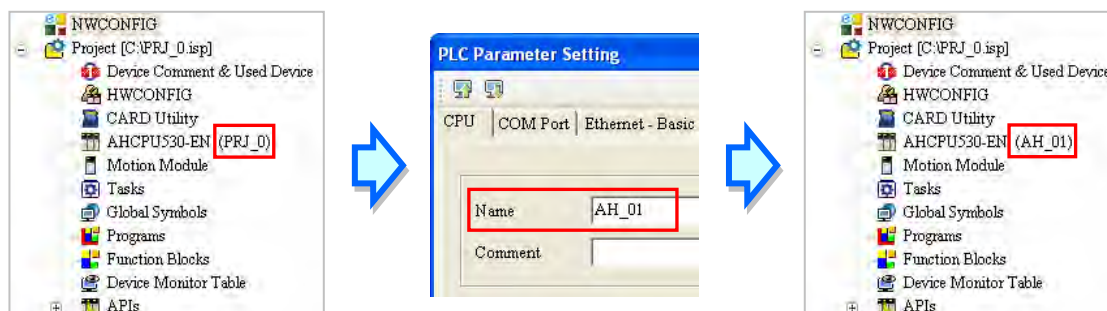 NWCONFIG
Project [C:\PRJ_0.isp]
Device Comment & Used Device
HWCONFIG
CARD Utility
AHCPU530-EN (PRJ_0)
Motion Module
Tasks
Global Symbols
Programs
Function Blocks
Device Monitor Table
APIs
PLC Parameter Setting
CPU
COM Port
Ethernet - Basic
Name
AH_01
Comment
NWCONFIG
Project [C:\PRJ_0.isp]
Device Comment & Used Device
HWCONFIG
CARD Utility
AHCPU530-EN (AH_01)
Motion Module
Tasks
Global Symbols
Programs
Function Blocks
Device Monitor Table
APIs